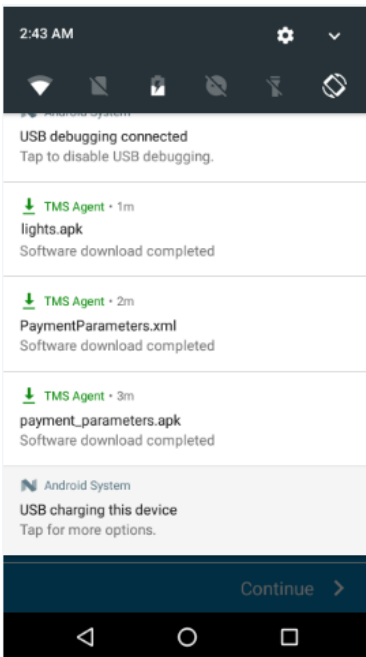 2:43 AM
Android System
USB debugging connected
Tap to disable USB debugging.
TMS Agent • 1m
lights.apk
Software download completed
TMS Agent • 2m
PaymentParameters.xml
Software download completed
TMS Agent • 3m
payment_parameters.apk
Software download completed
Android System
USB charging this device
Tap for more options.
Continue